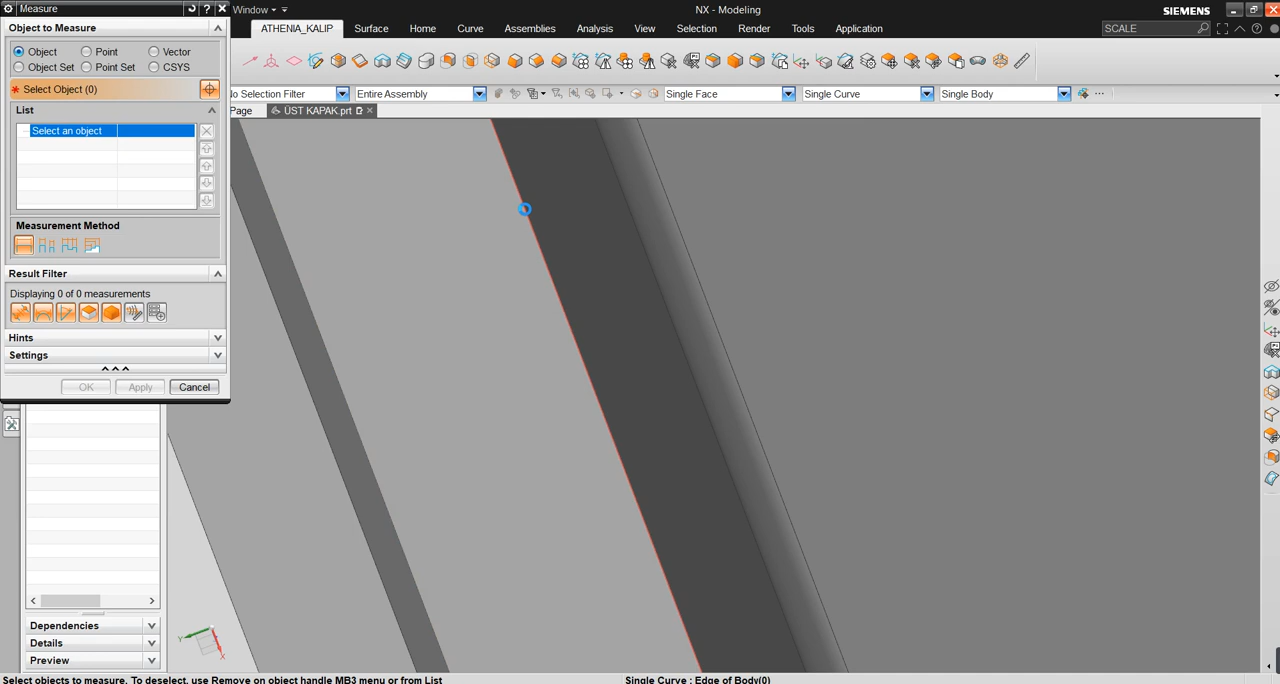 Measure
Window
NX - Modeling
SIEMENS
Object to Measure
ATHENIA_KALIP
Surface
Home
Curve
Assemblies
Analysis
View
Selection
Render
Tools
Application
SCALE
Object
Point
Vector
Object Set
Point Set
CSYS
* Select Object (0)
No Selection Filter
Entire Assembly
Single Face
Single Curve
Single Body
List
Page
ÜST KAPAK.prt
Select an object
Measurement Method
Result Filter
Displaying 0 of 0 measurements
Hints
Settings
OK
Apply
Cancel
Dependencies
Details
Preview
Y
X
Select objects to measure. To deselect, use Remove on object handle MB3 menu or from List
Single Curve : Edge of Body(0)